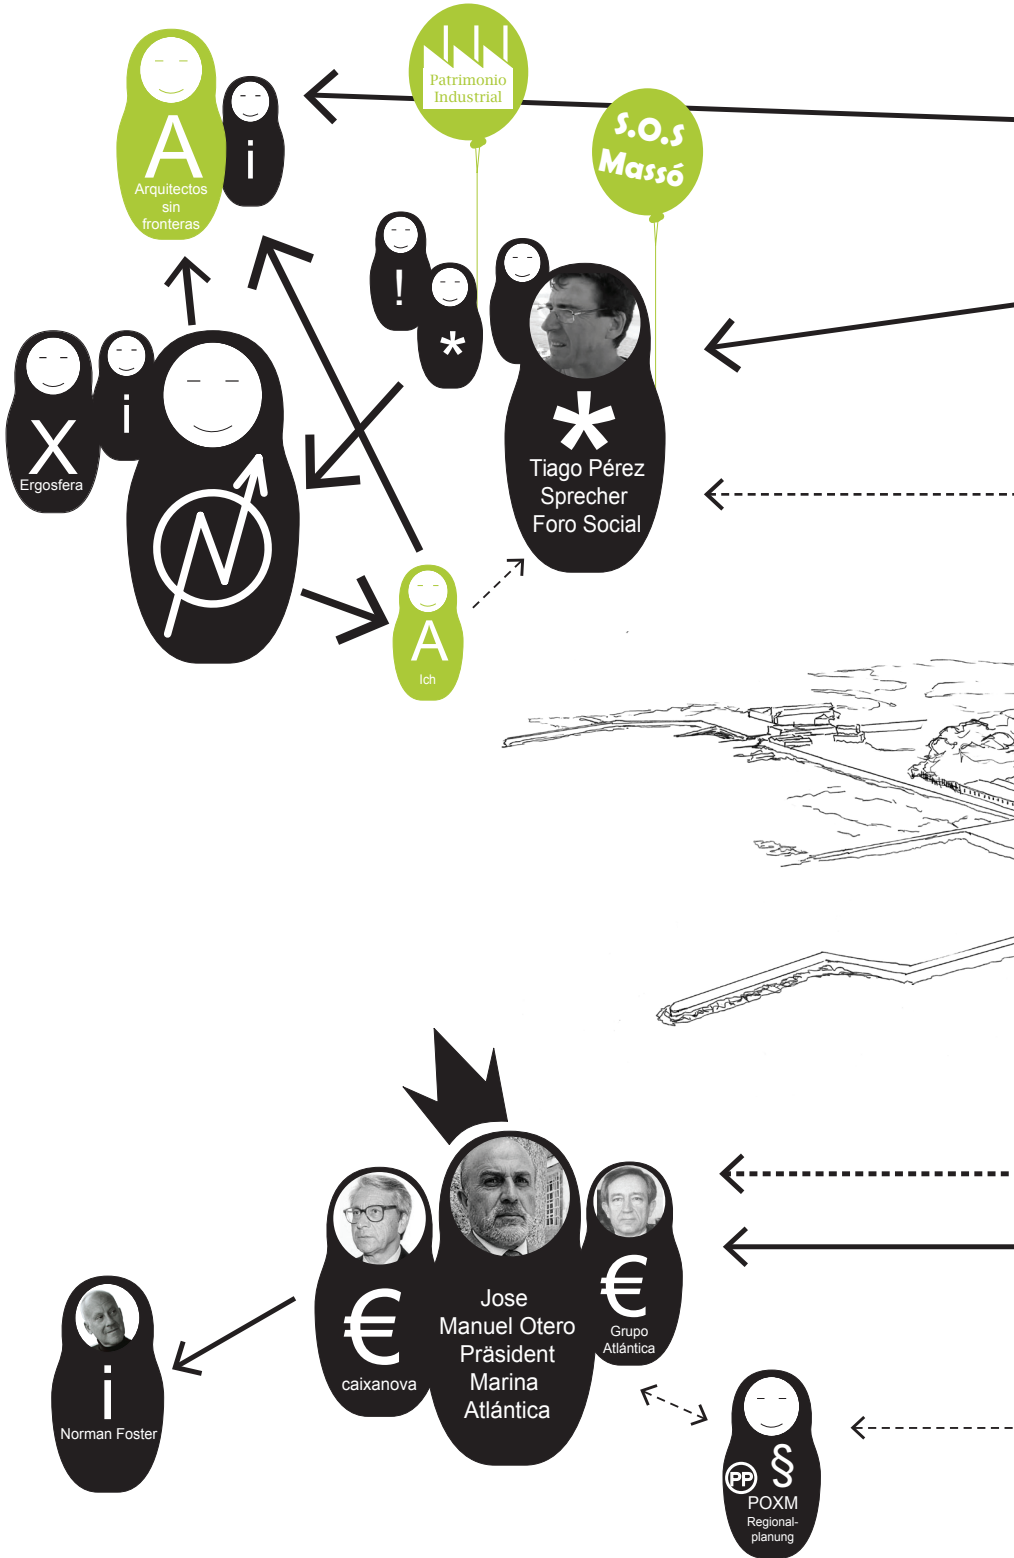 Patrimonio
Industrial
S.O.S
Massó
A
Arquitectos
sin
fronteras
i
!
*
X
Ergosfera
i
N
*
Tiago Pérez
Sprecher
Foro Social
A
Ich
€
caixanova
Jose
Manuel Otero
Präsident
Marina
Atlántica
€
Grupo
Atlántica
i
Norman Foster
PP §
POXM
Regional-
planung